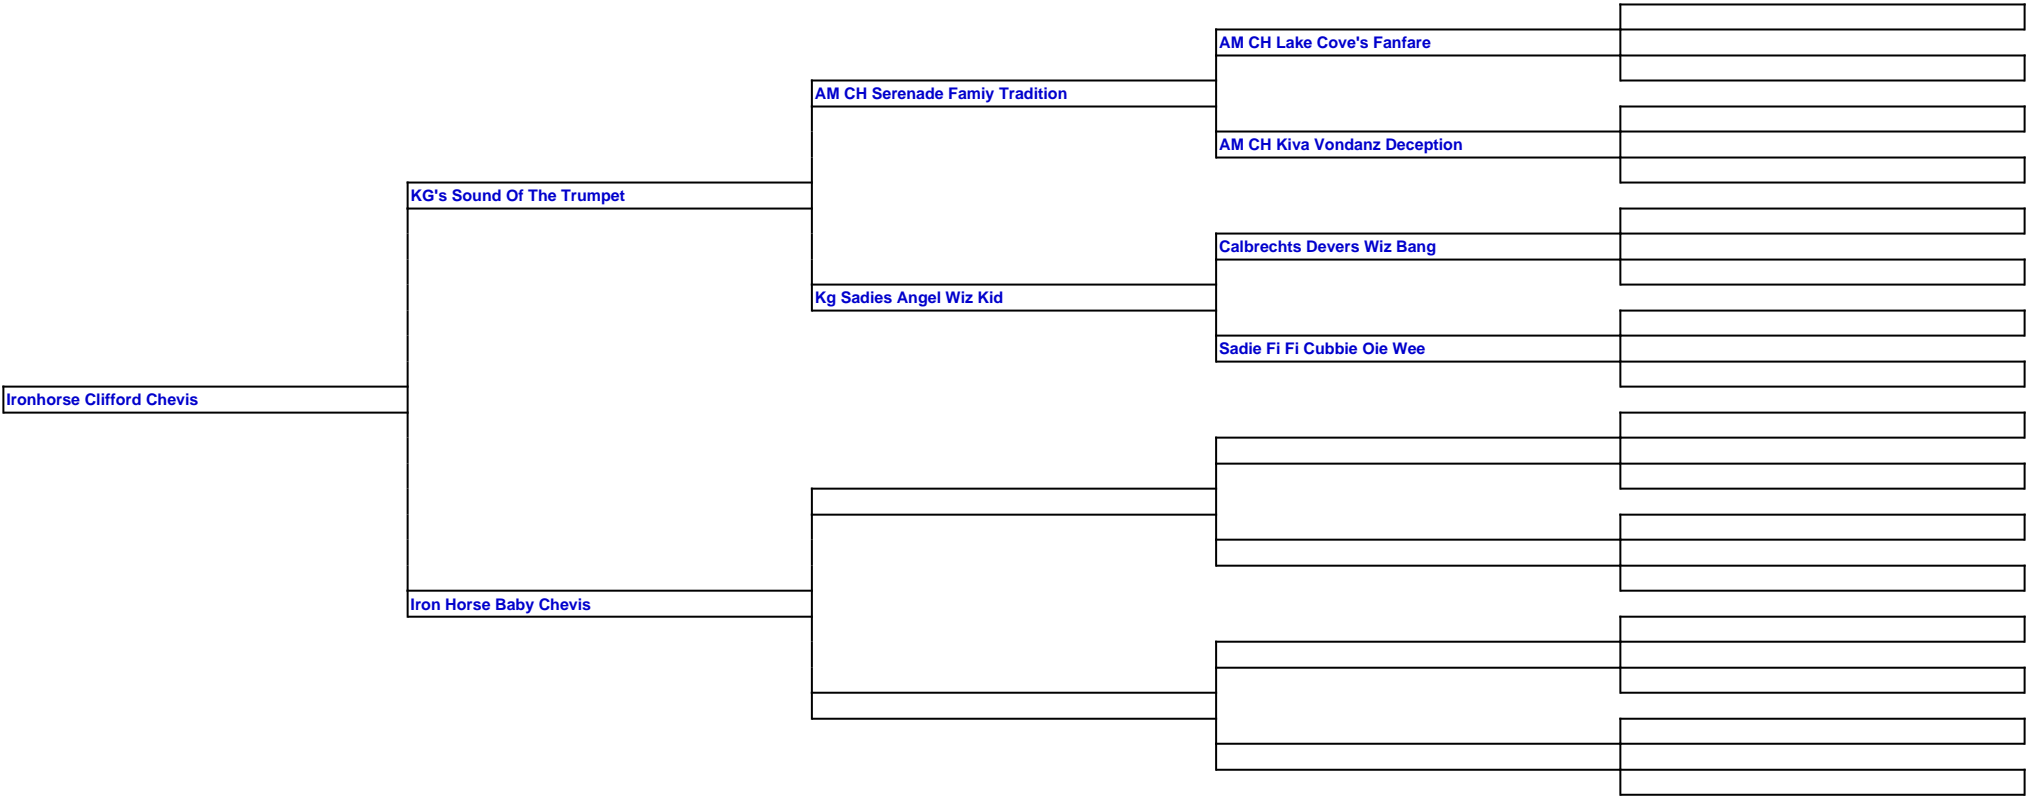 AM CH Lake Cove's Fanfare
AM CH Serenade Famiy Tradition
AM CH Kiva Vondanz Deception
KG's Sound Of The Trumpet
Calbrechts Devers Wiz Bang
Kg Sadies Angel Wiz Kid
Sadie Fi Fi Cubbie Oie Wee
Ironhorse Clifford Chevis
Iron Horse Baby Chevis